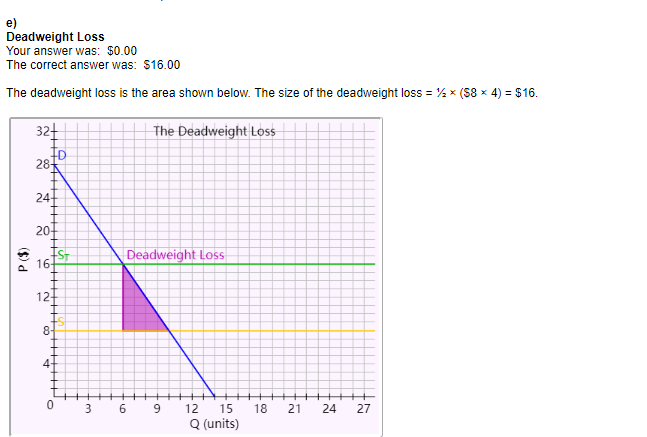 e)
Deadweight Loss
Your answer was: $0.00
The correct answer was: $16.00
The deadweight loss is the area shown below. The size of the deadweight loss = ½ × ($8 × 4) = $16.
The Deadweight Loss
32
D
28
24
20
ST
Deadweight Loss
P ($)
16
12
S
8
4
0 3 6 9 12 15 18 21 24 27
Q (units)